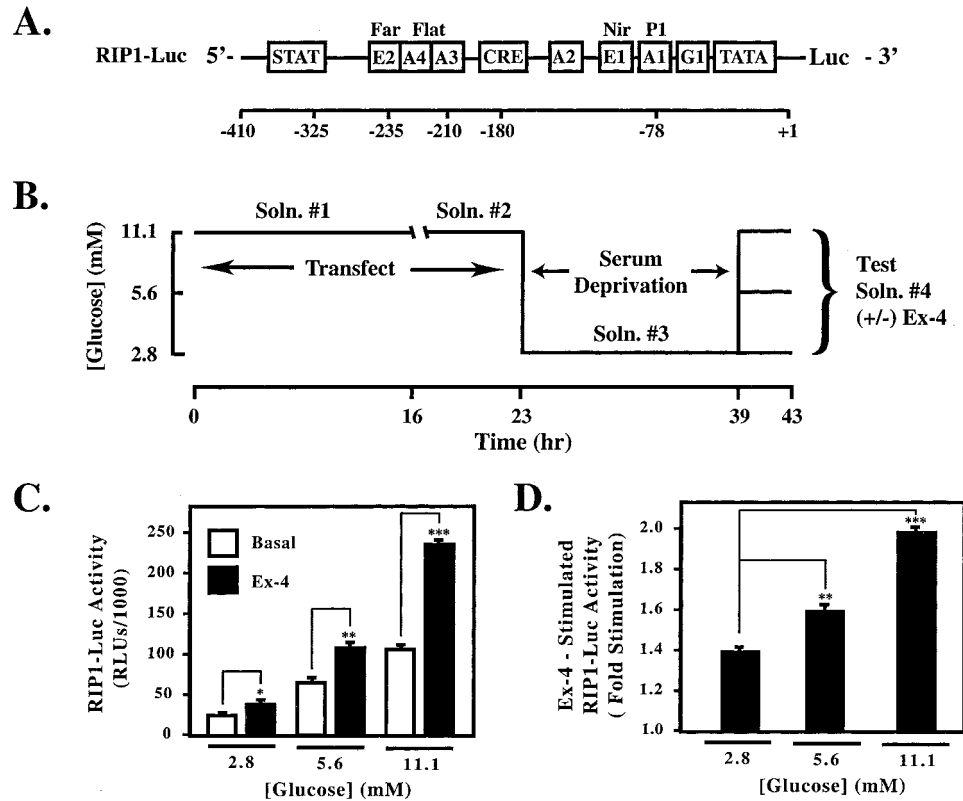 A.
Far Flat Nir P1
RIP1-Luc 5’- STAT E2 A4 A3 CRE A2 E1 A1 G1 TATA Luc - 3’
-410 -325 -235 -210 -180 -78 +1
B.
[Glucose] (mM)
11.1
5.6
2.8
Soln. #1 Soln. #2
Transfect
Serum
Deprivation
Soln. #3
Test
Soln. #4
(+/-) Ex-4
0 16 23 39 43
Time (hr)
C.
RIP1-Luc Activity
(RLUs/1000)
250
200
150
100
50
0
Basal
Ex-4
* ** ***
2.8 5.6 11.1
[Glucose] (mM)
D.
Ex-4 - Stimulated
RIP1-Luc Activity
( Fold Stimulation)
2.0
1.8
1.6
1.4
1.2
1.0
** ***
2.8 5.6 11.1
[Glucose] (mM)